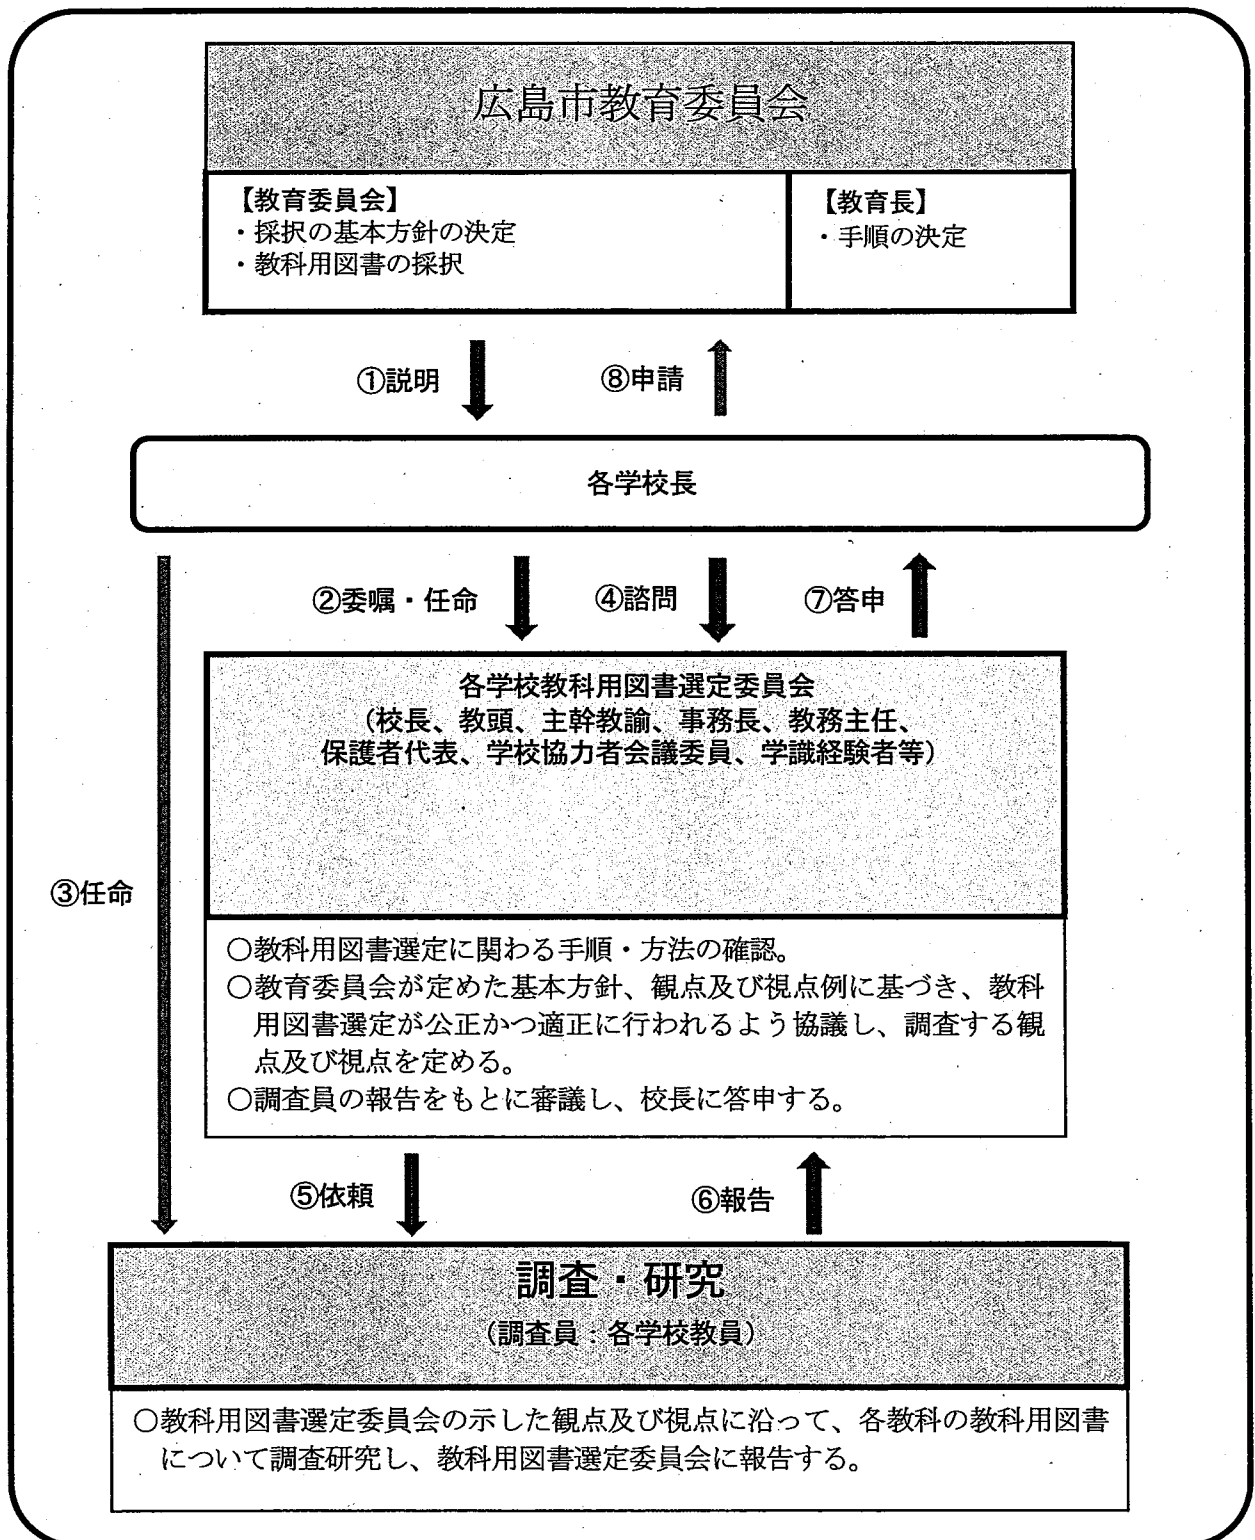 広島市教育委員会
【教育委員会】
・採択の基本方針の決定
・教科用図書の採択
【教育長】
・手順の決定
①説明
⑧申請
各学校長
②委嘱・任命
④諮問
⑦答申
各学校教科用図書選定委員会
（校長、教頭、主幹教諭、事務長、教務主任、
保護者代表、学校協力者会議委員、学識経験者等）
③任命
○教科用図書選定に関わる手順・方法の確認。
○教育委員会が定めた基本方針、観点及び視点例に基づき、教科
用図書選定が公正かつ適正に行われるよう協議し、調査する観
点及び視点を定める。
○調査員の報告をもとに審議し、校長に答申する。
⑤依頼
⑥報告
調査・研究
（調査員：各学校教員）
○教科用図書選定委員会の示した観点及び視点に沿って、各教科の教科用図書
について調査研究し、教科用図書選定委員会に報告する。